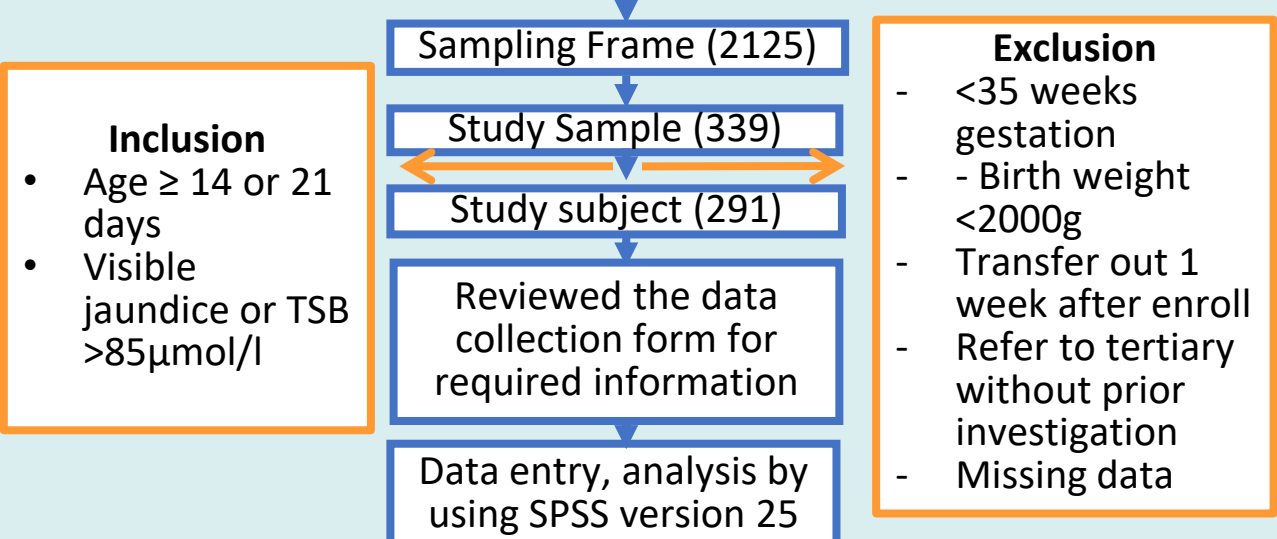 Sampling Frame (2125)
Study Sample (339)
Study subject (291)
Reviewed the data
collection form for
required information
Data entry, analysis by
using SPSS version 25
Inclusion
• Age ≥ 14 or 21
days
• Visible
jaundice or TSB
>85µmol/l
Exclusion
- <35 weeks
gestation
- - Birth weight
<2000g
- Transfer out 1
week after enroll
- Refer to tertiary
without prior
investigation
- Missing data